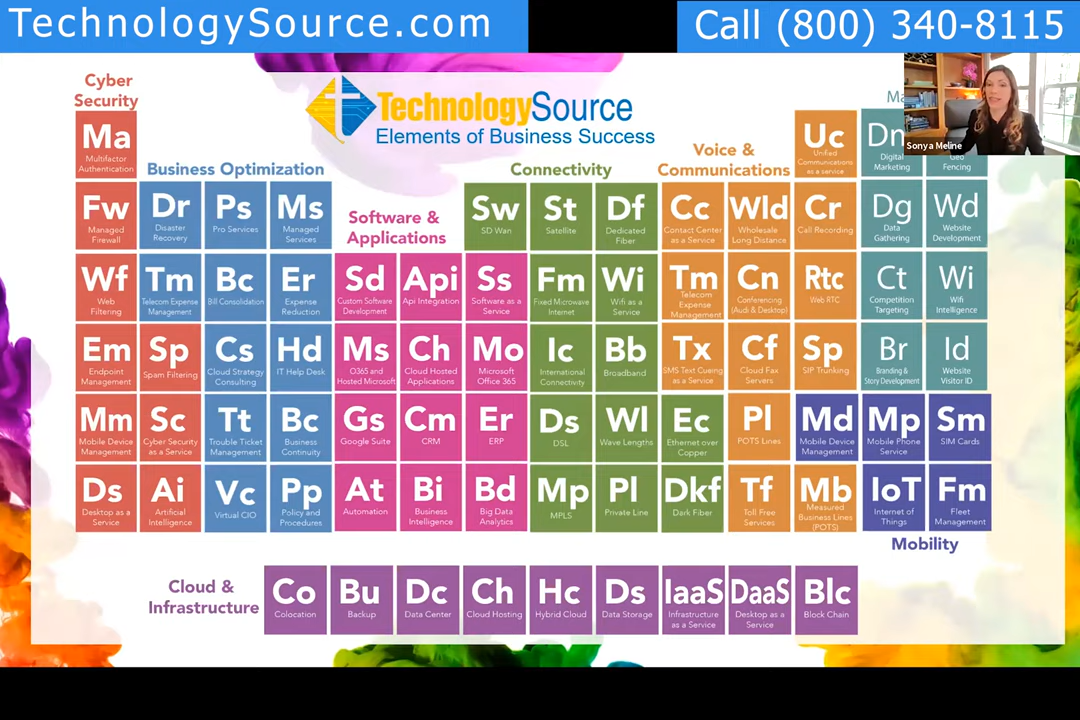 TechnologySource.com
Call (800) 340-8115
TechnologySource
Elements of Business Success
Sonya Meline
Cyber
Security
Ma
Multifactor
Authentication
Fw
Managed
Firewall
Wf
Web
Filtering
Em
Endpoint
Management
Sp
Spam Filtering
Mm
Mobile Device
Management
Sc
Cyber Security
as a Service
Ds
Desktop as a
Service
Ai
Artificial
Intelligence
Business Optimization
Dr
Disaster
Recovery
Ps
Pro Services
Ms
Managed
Services
Tm
Telecom Expense
Management
Bc
Bill Consolidation
Er
Expense
Reduction
Cs
Cloud Strategy
Consulting
Hd
IT Help Desk
Tt
Trouble Ticket
Management
Bc
Business
Continuity
Vc
Virtual CIO
Pp
Policy and
Procedures
Software &
Applications
Sd
Custom Software
Development
Api
Api Integration
Ss
Software as a
Service
Ms
O365 and
Hosted Microsoft
Ch
Cloud Hosted
Applications
Mo
Microsoft
Office 365
Gs
Google Suite
Cm
CRM
Er
ERP
At
Automation
Bi
Business
Intelligence
Bd
Big Data
Analytics
Connectivity
Sw
SD Wan
St
Satellite
Df
Dedicated
Fiber
Fm
Fixed Microwave
Internet
Wi
Wifi as a
Service
Ic
International
Connectivity
Bb
Broadband
Ds
DSL
Wl
Wave Lengths
Ec
Ethernet over
Copper
Mp
MPLS
Pl
Private Line
Dkf
Dark Fiber
Voice &
Communications
Uc
Unified
Communications
as a service
Cc
Contact Center
as a Service
Wld
Wholesale
Long Distance
Cr
Call Recording
Tm
Telecom
Expense
Management
Cn
Conferencing
(Audi & Desktop)
Rtc
Web RTC
Tx
SMS Text Cueing
as a Service
Cf
Cloud Fax
Servers
Sp
SIP Trunking
Pl
POTS Lines
Tf
Toll Free
Services
Mb
Measured
Business Lines
(POTS)
Digital
Marketing
Geo
Fencing
Dg
Data
Gathering
Wd
Website
Development
Ct
Competition
Targeting
Wi
Wifi
Intelligence
Br
Branding &
Story Development
Id
Website
Visitor ID
Md
Mobile Device
Management
Mp
Mobile Phone
Service
Sm
SIM Cards
IoT
Internet of
Things
Fm
Fleet
Management
Mobility
Cloud &
Infrastructure
Co
Colocation
Bu
Backup
Dc
Data Center
Ch
Cloud Hosting
Hc
Hybrid Cloud
Ds
Data Storage
IaaS
Infrastructure
as a Service
DaaS
Desktop as a
Service
Blc
Block Chain